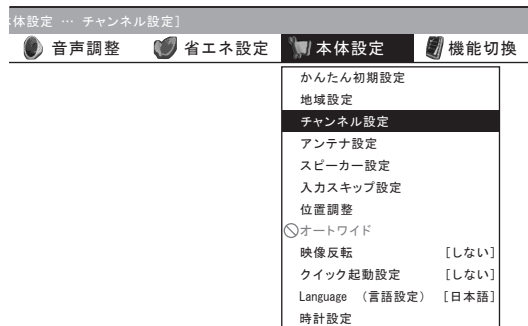 体設定 … チャンネル設定]
音声調整 省エネ設定 本体設定 機能切換
かんたん初期設定
地域設定
チャンネル設定
アンテナ設定
スピーカー設定
入力スキップ設定
位置調整
オートワイド
映像反転 [しない]
クイック起動設定 [しない]
Language (言語設定) [日本語]
時計設定